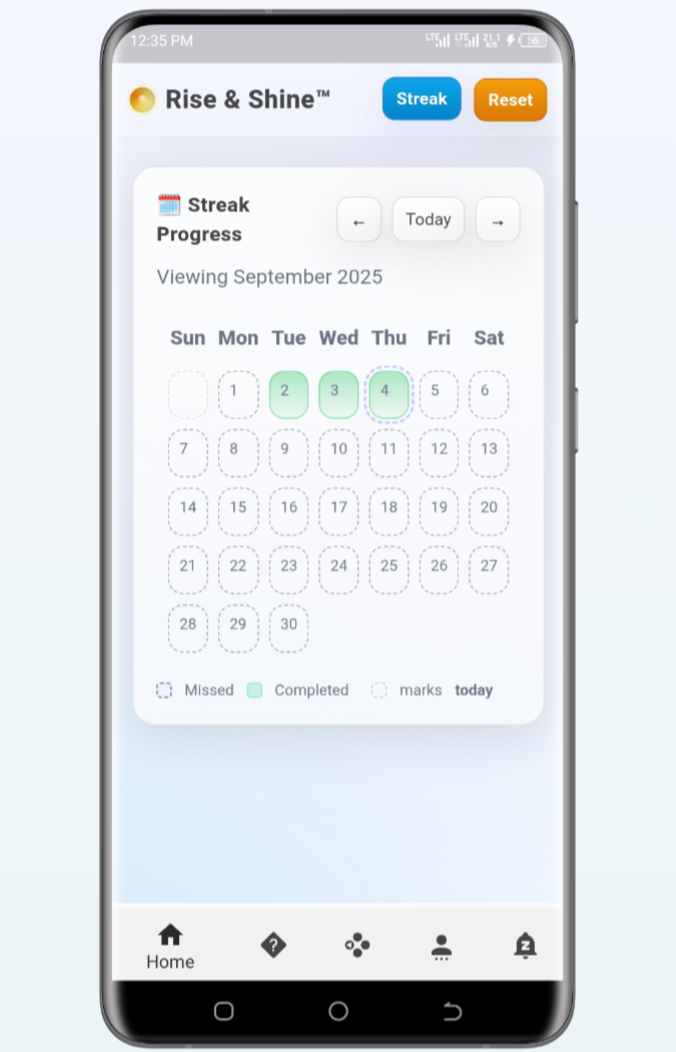 12:35 PM LTE LTE 21.1 K/s 56
Rise & Shine™ Streak Reset
Streak
Progress
← Today →
Viewing September 2025
Sun Mon Tue Wed Thu Fri Sat
1 2 3 4 5 6
7 8 9 10 11 12 13
14 15 16 17 18 19 20
21 22 23 24 25 26 27
28 29 30
Missed Completed marks today
?
z
Home